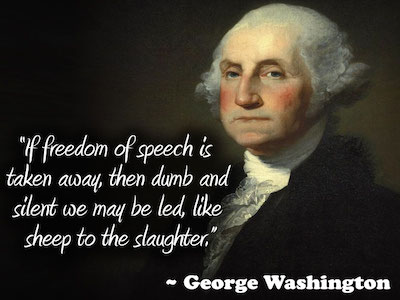 "If freedom of speech is
taken away, then dumb and
silent we may be led, like
sheep to the slaughter."
~ George Washington